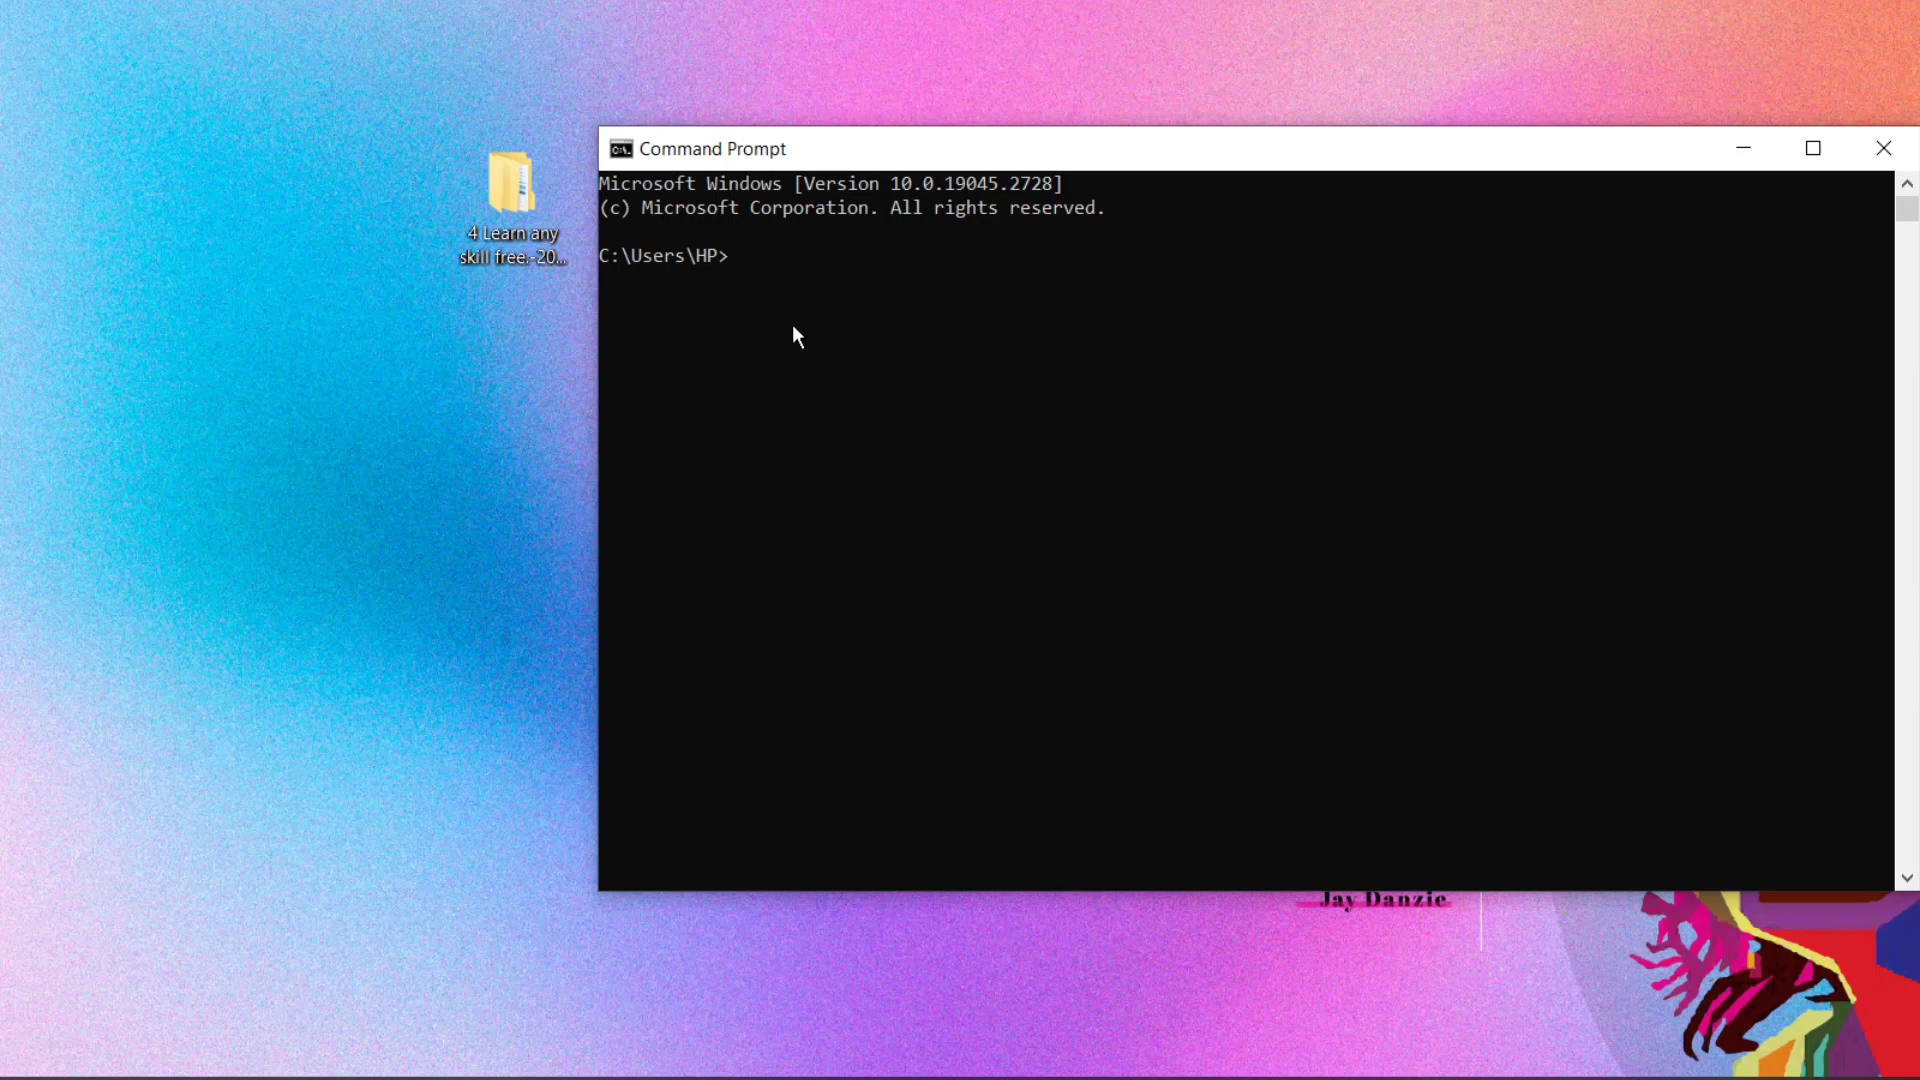 4 Learn any
skill free.-20...
Command Prompt
Microsoft Windows [Version 10.0.19045.2728]
(c) Microsoft Corporation. All rights reserved.
C:\Users\HP>
Jay Danzie